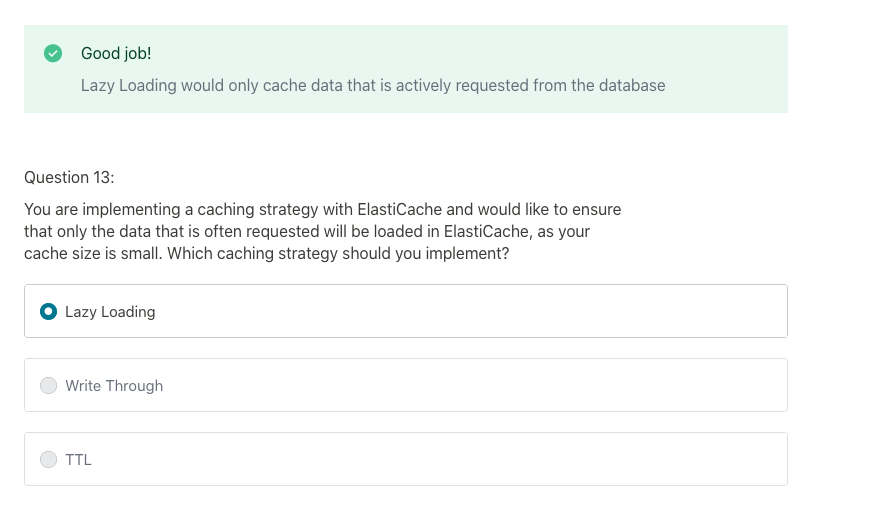 Good job!
Lazy Loading would only cache data that is actively requested from the database
Question 13:
You are implementing a caching strategy with ElastiCache and would like to ensure
that only the data that is often requested will be loaded in ElastiCache, as your
cache size is small. Which caching strategy should you implement?
Lazy Loading
Write Through
TTL